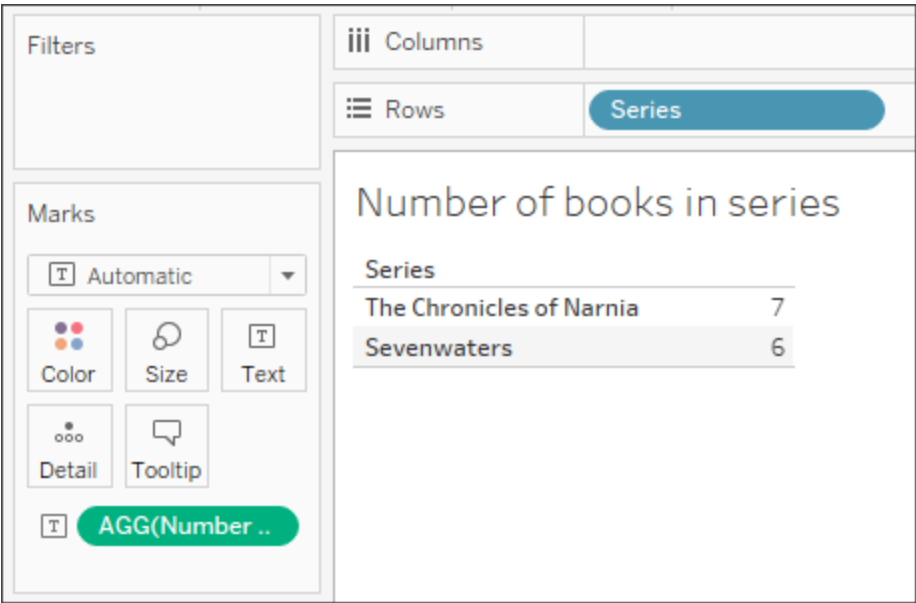 Filters
Columns
Rows
Series
Marks
T Automatic
Color
Size
T
Text
Detail
Tooltip
T AGG(Number ..
Number of books in series
Series
The Chronicles of Narnia 7
Sevenwaters 6